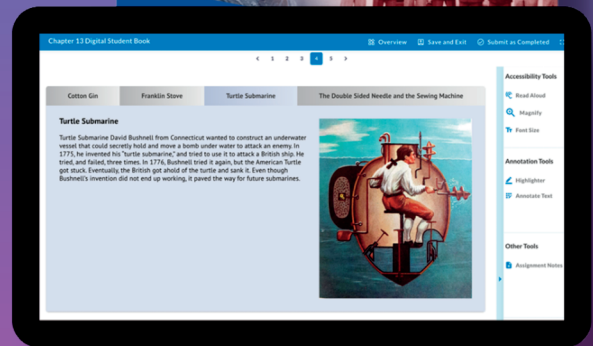 Chapter 13 Digital Student Book
Overview Save and Exit Submit as Completed
1 2 3 4 5
Cotton Gin Franklin Stove Turtle Submarine The Double Sided Needle and the Sewing Machine
Turtle Submarine
Turtle Submarine David Bushnell from Connecticut wanted to construct an underwater
vessel that could secretly hold and move a bomb under water to attack an enemy. In
1775, he invented his "turtle submarine," and tried to use it to attack a British ship. He
tried, and failed, three times. In 1776, Bushnell tried it again, but the American Turtle
got stuck. Eventually, the British got ahold of the turtle and sank it. Even though
Bushnell's invention did not end up working, it paved the way for future submarines.
Accessibility Tools
Read Aloud
Magnify
Tr Font Size
Annotation Tools
Highlighter
Annotate Text
Other Tools
Assignment Notes